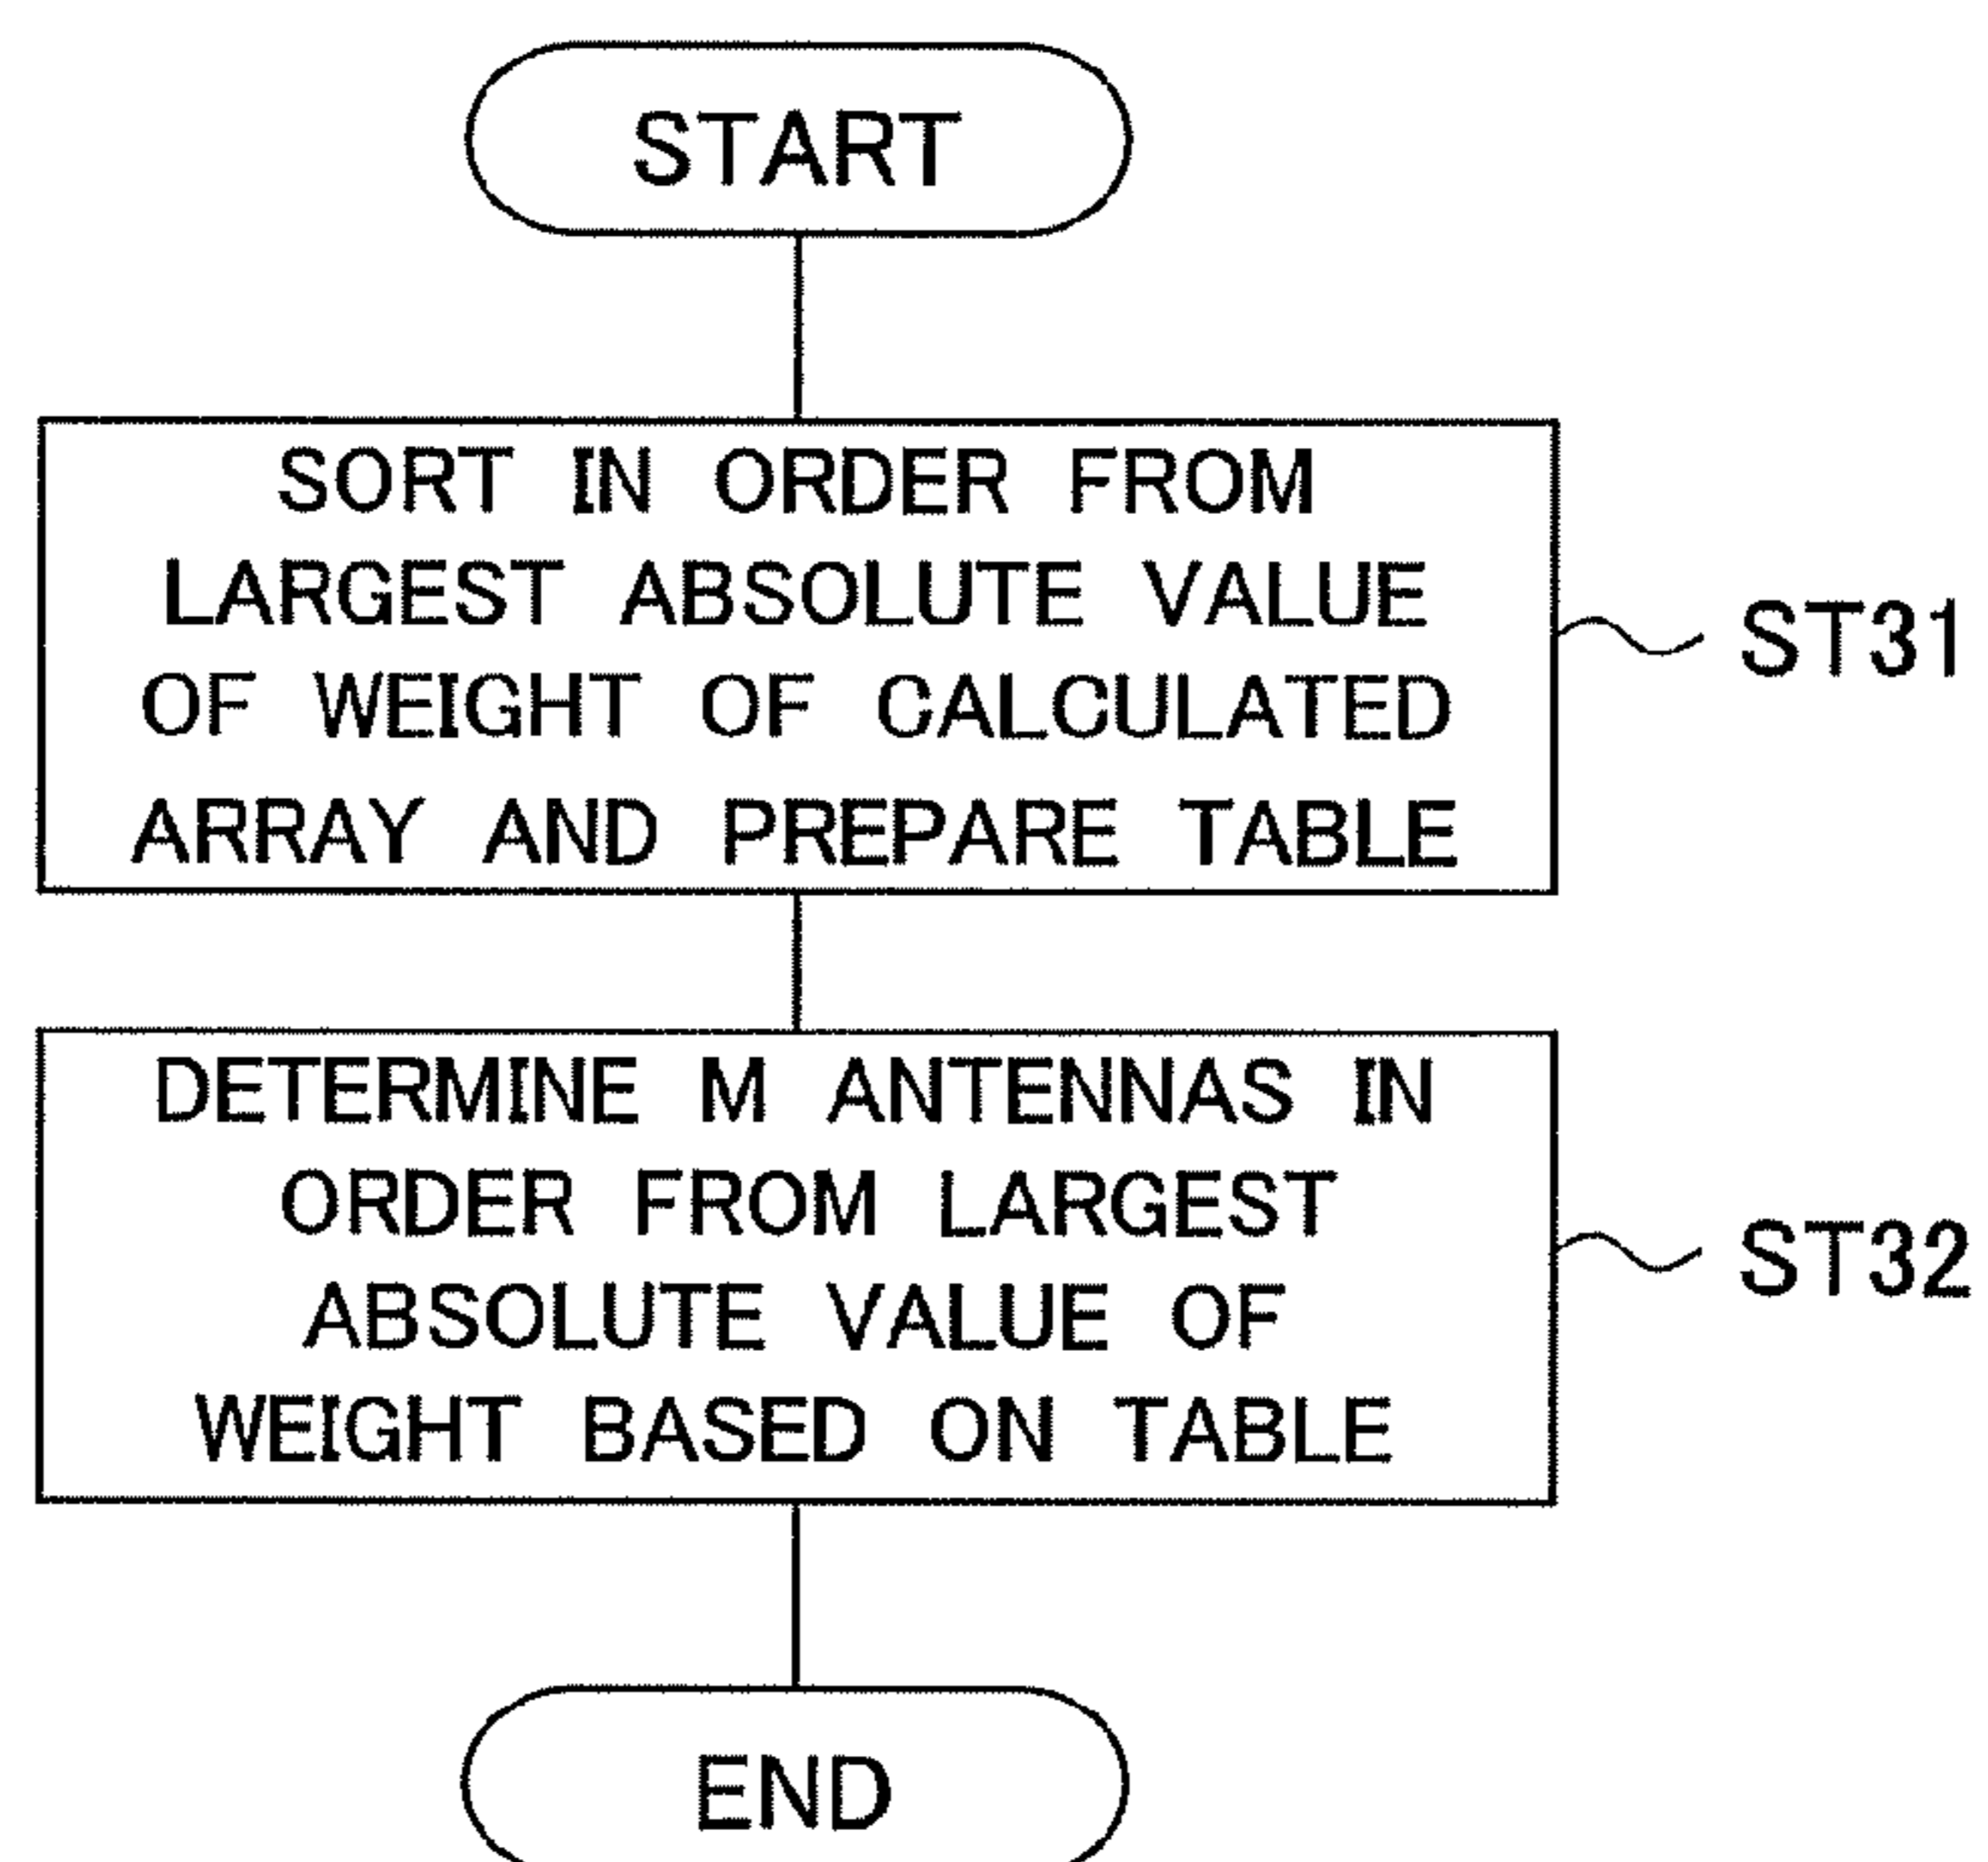 START
SORT IN ORDER FROM
LARGEST ABSOLUTE VALUE
OF WEIGHT OF CALCULATED
ARRAY AND PREPARE TABLE
ST31
DETERMINE M ANTENNAS IN
ORDER FROM LARGEST
ABSOLUTE VALUE OF
WEIGHT BASED ON TABLE
ST32
END